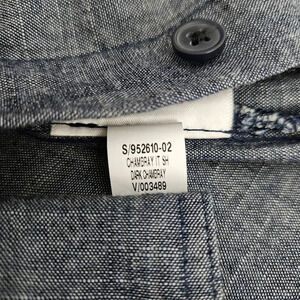 S/952610-02
CHAMBRAY IT SH
DARK CHAMBRAY
V/003489